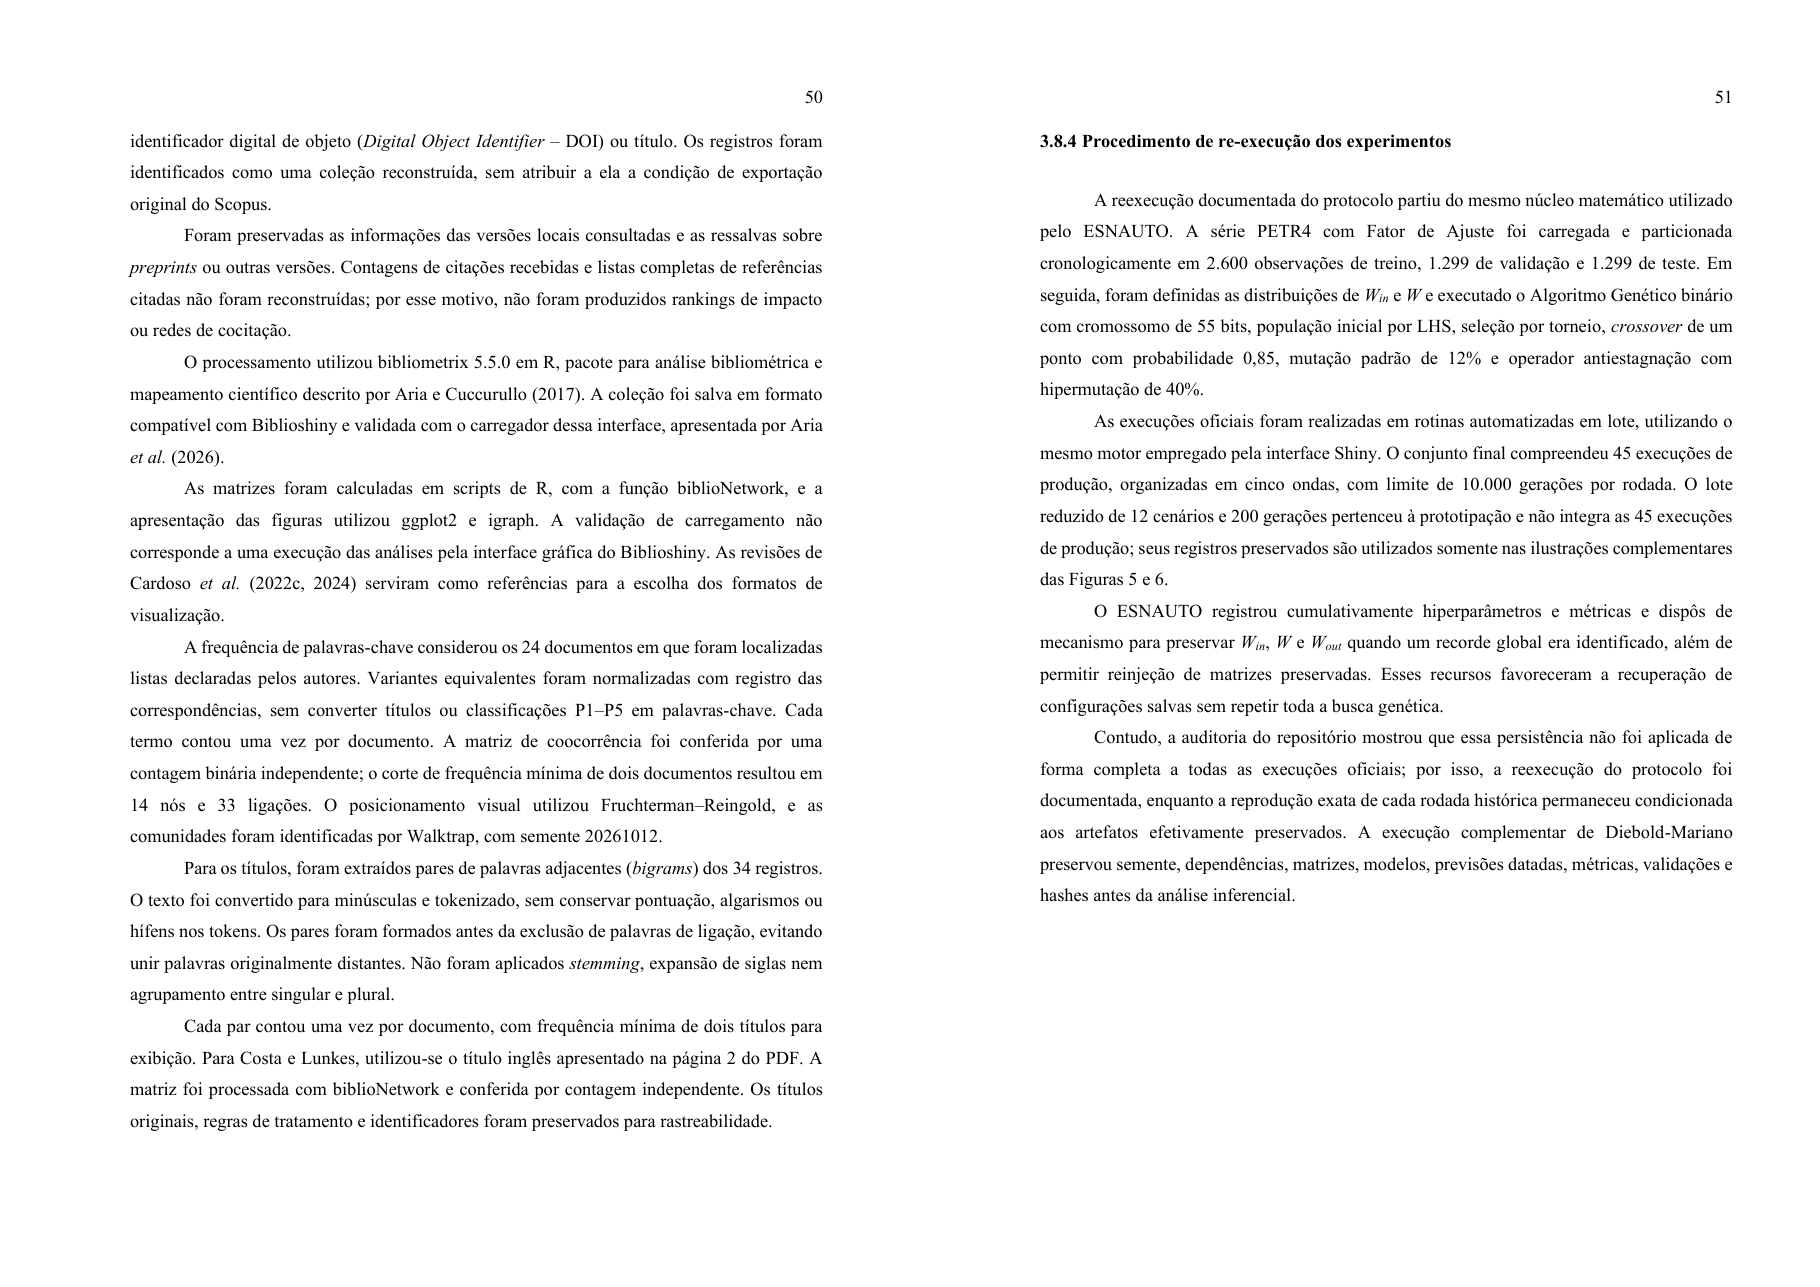 50
identificador digital de objeto (Digital Object Identifier – DOI) ou título. Os registros foram
identificados como uma coleção reconstruída, sem atribuir a ela a condição de exportação
original do Scopus.
Foram preservadas as informações das versões locais consultadas e as ressalvas sobre
preprints ou outras versões. Contagens de citações recebidas e listas completas de referências
citadas não foram reconstruídas; por esse motivo, não foram produzidos rankings de impacto
ou redes de cocitação.
O processamento utilizou bibliometrix 5.5.0 em R, pacote para análise bibliométrica e
mapeamento científico descrito por Aria e Cuccurullo (2017). A coleção foi salva em formato
compatível com Biblioshiny e validada com o carregador dessa interface, apresentada por Aria
et al. (2026).
As matrizes foram calculadas em scripts de R, com a função biblioNetwork, e a
apresentação das figuras utilizou ggplot2 e igraph. A validação de carregamento não
corresponde a uma execução das análises pela interface gráfica do Biblioshiny. As revisões de
Cardoso et al. (2022c, 2024) serviram como referências para a escolha dos formatos de
visualização.
A frequência de palavras-chave considerou os 24 documentos em que foram localizadas
listas declaradas pelos autores. Variantes equivalentes foram normalizadas com registro das
correspondências, sem converter títulos ou classificações P1–P5 em palavras-chave. Cada
termo contou uma vez por documento. A matriz de coocorrência foi conferida por uma
contagem binária independente; o corte de frequência mínima de dois documentos resultou em
14 nós e 33 ligações. O posicionamento visual utilizou Fruchterman–Reingold, e as
comunidades foram identificadas por Walktrap, com semente 20261012.
Para os títulos, foram extraídos pares de palavras adjacentes (bigrams) dos 34 registros.
O texto foi convertido para minúsculas e tokenizado, sem conservar pontuação, algarismos ou
hífens nos tokens. Os pares foram formados antes da exclusão de palavras de ligação, evitando
unir palavras originalmente distantes. Não foram aplicados stemming, expansão de siglas nem
agrupamento entre singular e plural.
Cada par contou uma vez por documento, com frequência mínima de dois títulos para
exibição. Para Costa e Lunkes, utilizou-se o título inglês apresentado na página 2 do PDF. A
matriz foi processada com biblioNetwork e conferida por contagem independente. Os títulos
originais, regras de tratamento e identificadores foram preservados para rastreabilidade.
51
3.8.4 Procedimento de re-execução dos experimentos
A reexecução documentada do protocolo partiu do mesmo núcleo matemático utilizado
pelo ESNAUTO. A série PETR4 com Fator de Ajuste foi carregada e particionada
cronologicamente em 2.600 observações de treino, 1.299 de validação e 1.299 de teste. Em
seguida, foram definidas as distribuições de Win e W e executado o Algoritmo Genético binário
com cromossomo de 55 bits, população inicial por LHS, seleção por torneio, crossover de um
ponto com probabilidade 0,85, mutação padrão de 12% e operador antiestagnação com
hipermutação de 40%.
As execuções oficiais foram realizadas em rotinas automatizadas em lote, utilizando o
mesmo motor empregado pela interface Shiny. O conjunto final compreendeu 45 execuções de
produção, organizadas em cinco ondas, com limite de 10.000 gerações por rodada. O lote
reduzido de 12 cenários e 200 gerações pertenceu à prototipação e não integra as 45 execuções
de produção; seus registros preservados são utilizados somente nas ilustrações complementares
das Figuras 5 e 6.
O ESNAUTO registrou cumulativamente hiperparâmetros e métricas e dispôs de
mecanismo para preservar Win, W e Wout quando um recorde global era identificado, além de
permitir reinjeção de matrizes preservadas. Esses recursos favoreceram a recuperação de
configurações salvas sem repetir toda a busca genética.
Contudo, a auditoria do repositório mostrou que essa persistência não foi aplicada de
forma completa a todas as execuções oficiais; por isso, a reexecução do protocolo foi
documentada, enquanto a reprodução exata de cada rodada histórica permaneceu condicionada
aos artefatos efetivamente preservados. A execução complementar de Diebold-Mariano
preservou semente, dependências, matrizes, modelos, previsões datadas, métricas, validações e
hashes antes da análise inferencial.